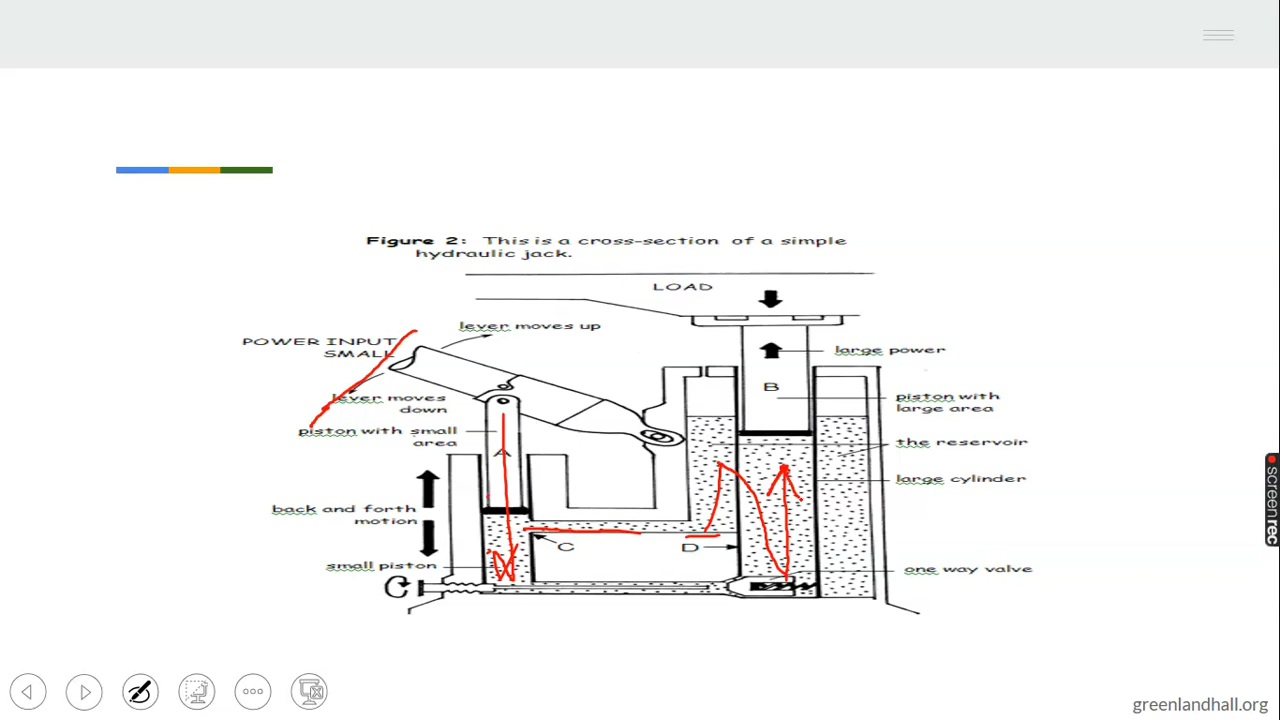 Figure 2: This is a cross-section of a simple
hydraulic jack.
LOAD
lever moves up
POWER INPUT
SMALL
large power
lever moves
down
B
piston with
large area
piston with small
area
A
the reservoir
large cylinder
back and forth
motion
C
D
small piston
one way valve
screenrec
greenlandhall.org